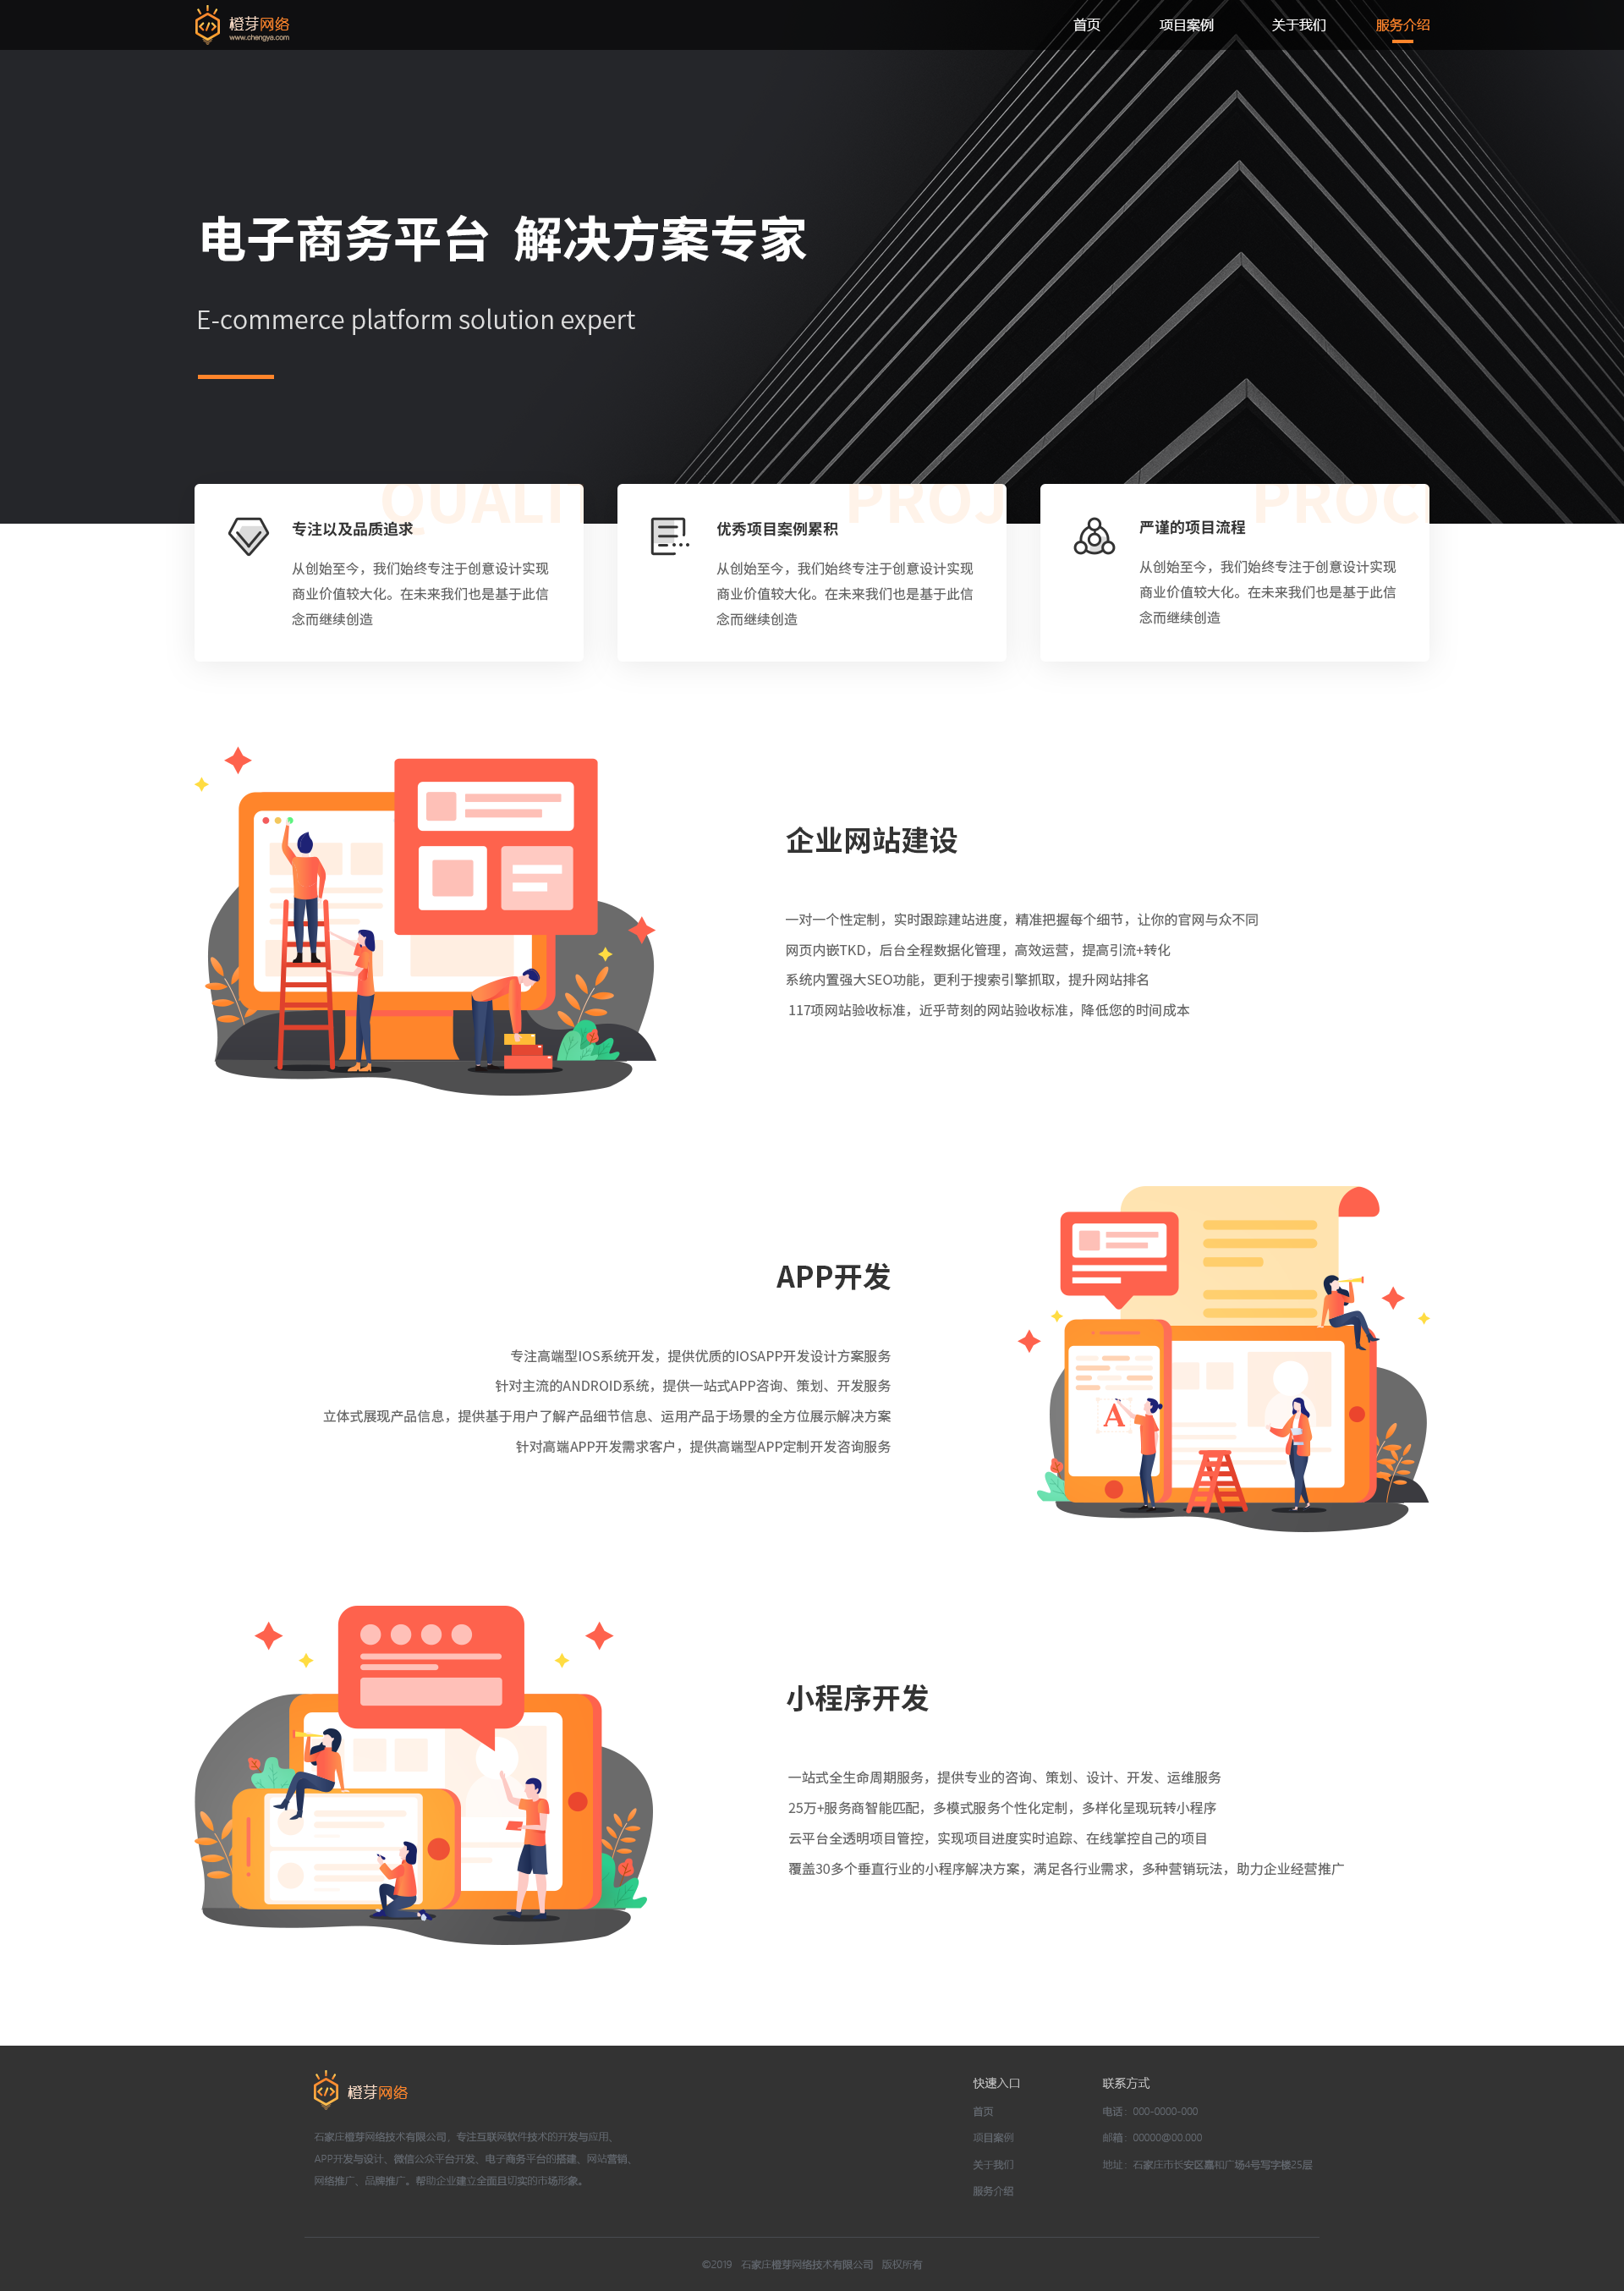 橙芽网络
www.chengya.com
首页
项目案例
关于我们
服务介绍
电子商务平台 解决方案专家
E-commerce platform solution expert
QUALI
专注以及品质追求
从创始至今，我们始终专注于创意设计实现
商业价值较大化。在未来我们也是基于此信
念而继续创造
PROJ
优秀项目案例累积
从创始至今，我们始终专注于创意设计实现
商业价值较大化。在未来我们也是基于此信
念而继续创造
PROC
严谨的项目流程
从创始至今，我们始终专注于创意设计实现
商业价值较大化。在未来我们也是基于此信
念而继续创造
企业网站建设
一对一个性定制，实时跟踪建站进度，精准把握每个细节，让你的官网与众不同
网页内嵌TKD，后台全程数据化管理，高效运营，提高引流+转化
系统内置强大SEO功能，更利于搜索引擎抓取，提升网站排名
117项网站验收标准，近乎苛刻的网站验收标准，降低您的时间成本
APP开发
专注高端型IOS系统开发，提供优质的IOSAPP开发设计方案服务
针对主流的ANDROID系统，提供一站式APP咨询、策划、开发服务
立体式展现产品信息，提供基于用户了解产品细节信息、运用产品于场景的全方位展示解决方案
针对高端APP开发需求客户，提供高端型APP定制开发咨询服务
A
小程序开发
一站式全生命周期服务，提供专业的咨询、策划、设计、开发、运维服务
25万+服务商智能匹配，多模式服务个性化定制，多样化呈现玩转小程序
云平台全透明项目管控，实现项目进度实时追踪、在线掌控自己的项目
覆盖30多个垂直行业的小程序解决方案，满足各行业需求，多种营销玩法，助力企业经营推广
橙芽网络
石家庄橙芽网络技术有限公司，专注互联网软件技术的开发与应用、
APP开发与设计、微信公众平台开发、电子商务平台的搭建、网站营销、
网络推广、品牌推广。帮助企业建立全面且切实的市场形象。
快速入口
首页
项目案例
关于我们
服务介绍
联系方式
电话：000-0000-000
邮箱：00000@00.000
地址：石家庄市长安区嘉和广场4号写字楼25层
©2019 石家庄橙芽网络技术有限公司 版权所有